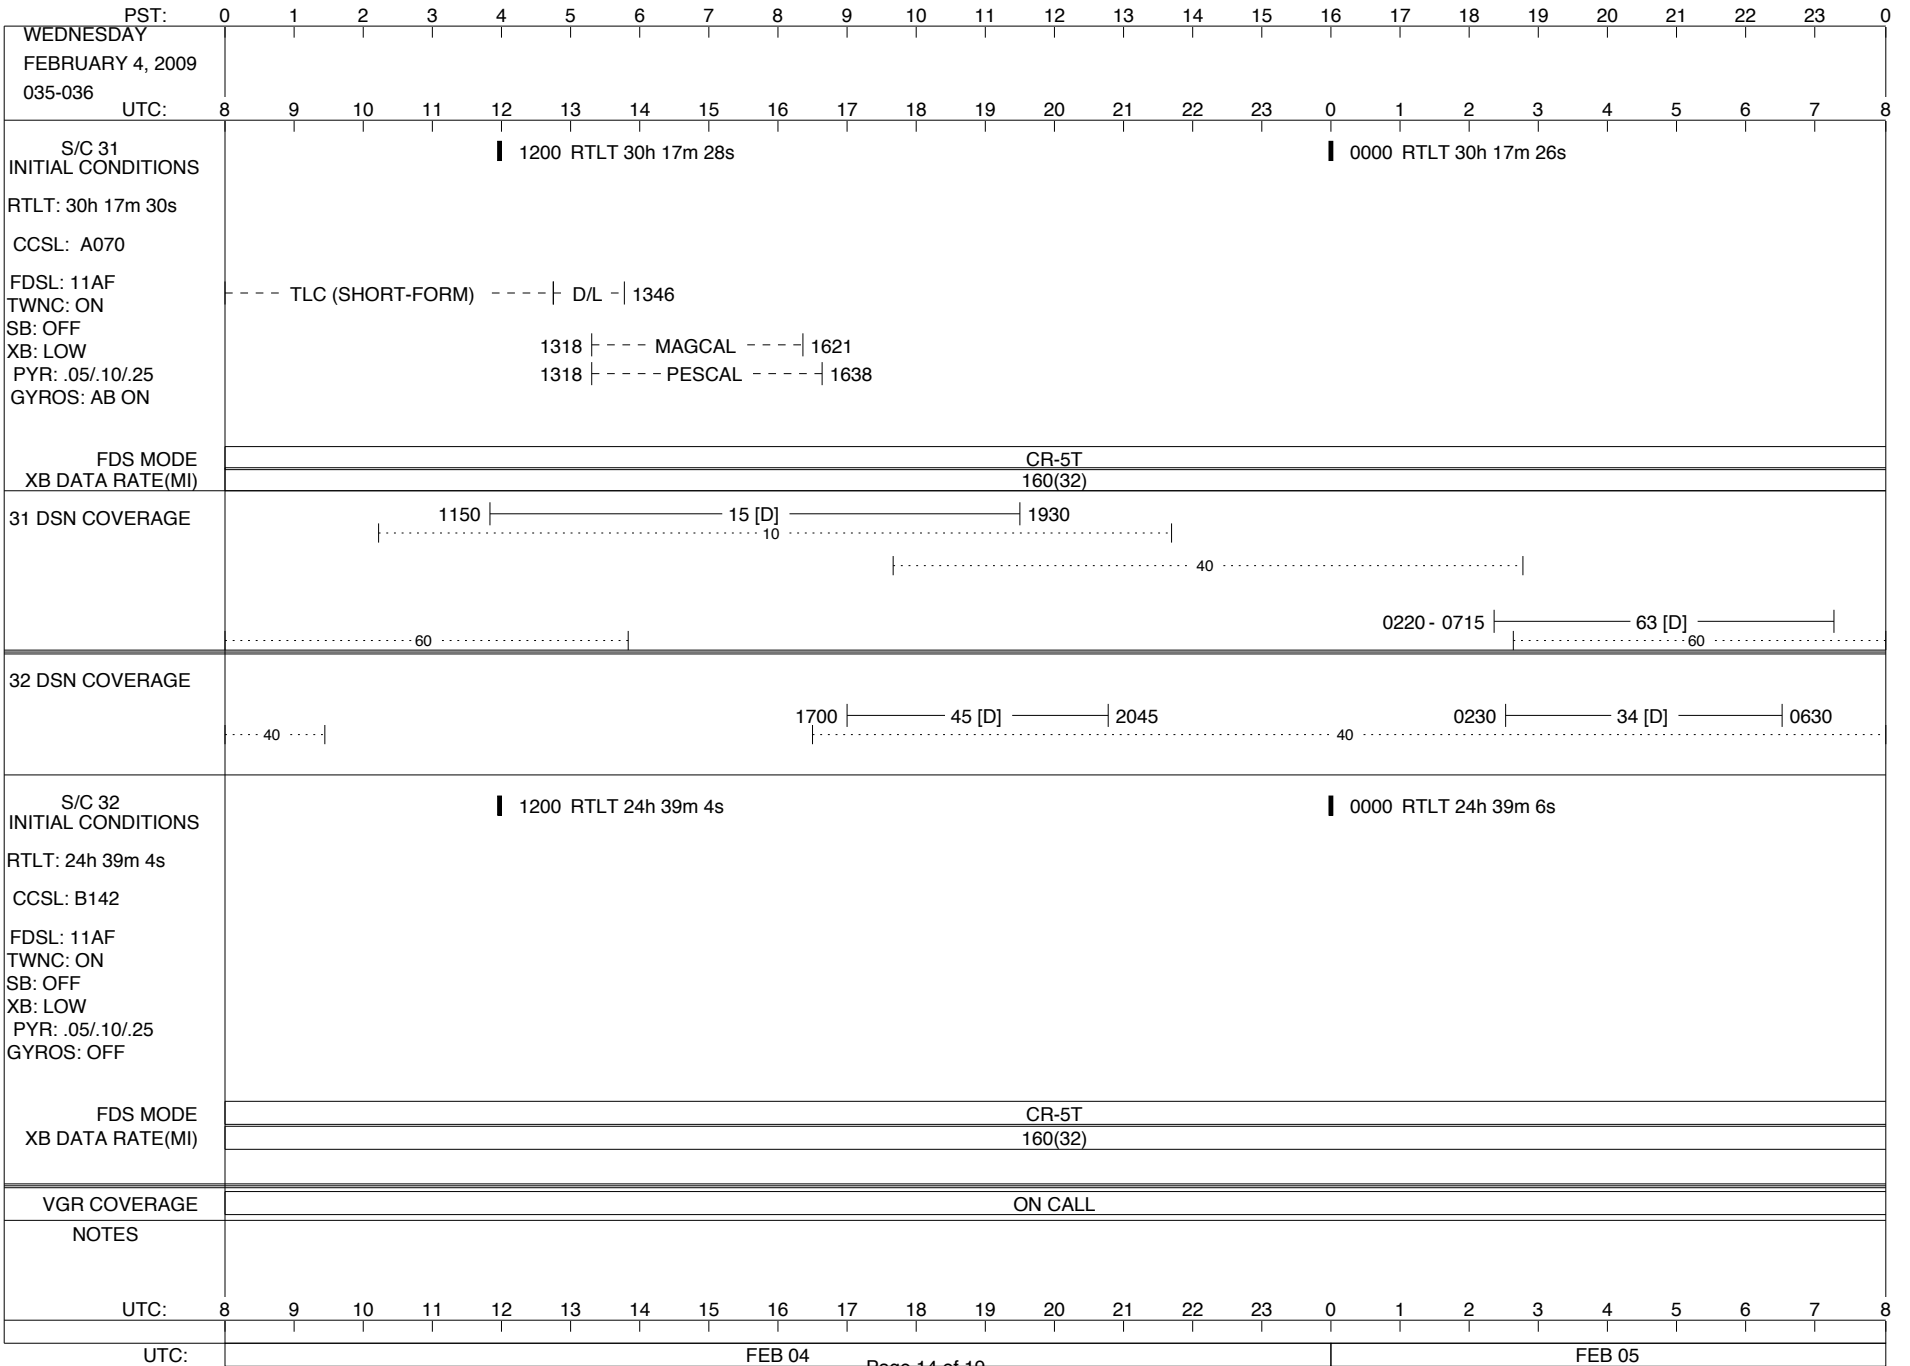 PST: 0 1 2 3 4 5 6 7 8 9 10 11 12 13 14 15 16 17 18 19 20 21 22 23 0
WEDNESDAY
FEBRUARY 4, 2009
035-036
UTC: 8 9 10 11 12 13 14 15 16 17 18 19 20 21 22 23 0 1 2 3 4 5 6 7 8
S/C 31
INITIAL CONDITIONS
1200 RTLT 30h 17m 28s
0000 RTLT 30h 17m 26s
RTLT: 30h 17m 30s
CCSL: A070
FDSL: 11AF
TLC (SHORT-FORM) D/L 1346
TWNC: ON
SB: OFF
XB: LOW
1318 MAGCAL 1621
PYR: .05/.10/.25
1318 PESCAL 1638
GYROS: AB ON
FDS MODE CR-5T
XB DATA RATE(MI) 160(32)
31 DSN COVERAGE
1150 15 [D] 1930
10
40
0220 - 0715 63 [D]
60 60
32 DSN COVERAGE
1700 45 [D] 2045 0230 34 [D] 0630
40 40
S/C 32
INITIAL CONDITIONS
1200 RTLT 24h 39m 4s
0000 RTLT 24h 39m 6s
RTLT: 24h 39m 4s
CCSL: B142
FDSL: 11AF
TWNC: ON
SB: OFF
XB: LOW
PYR: .05/.10/.25
GYROS: OFF
FDS MODE CR-5T
XB DATA RATE(MI) 160(32)
VGR COVERAGE ON CALL
NOTES
UTC: 8 9 10 11 12 13 14 15 16 17 18 19 20 21 22 23 0 1 2 3 4 5 6 7 8
UTC: FEB 04 FEB 05
Page 14 of 19